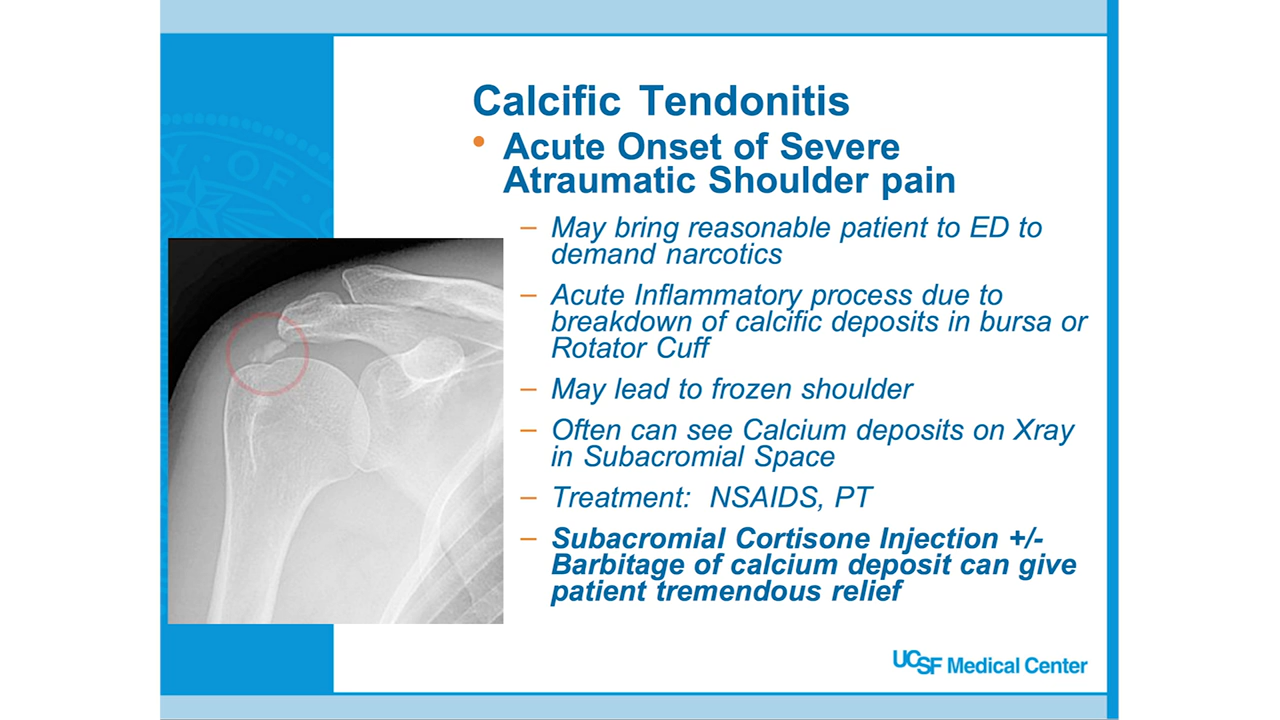 Calcific Tendonitis
• Acute Onset of Severe
Atraumatic Shoulder pain
– May bring reasonable patient to ED to
demand narcotics
– Acute Inflammatory process due to
breakdown of calcific deposits in bursa or
Rotator Cuff
– May lead to frozen shoulder
– Often can see Calcium deposits on Xray
in Subacromial Space
– Treatment:  NSAIDS, PT
– Subacromial Cortisone Injection +/-
Barbitage of calcium deposit can give
patient tremendous relief
UCSF Medical Center
OF